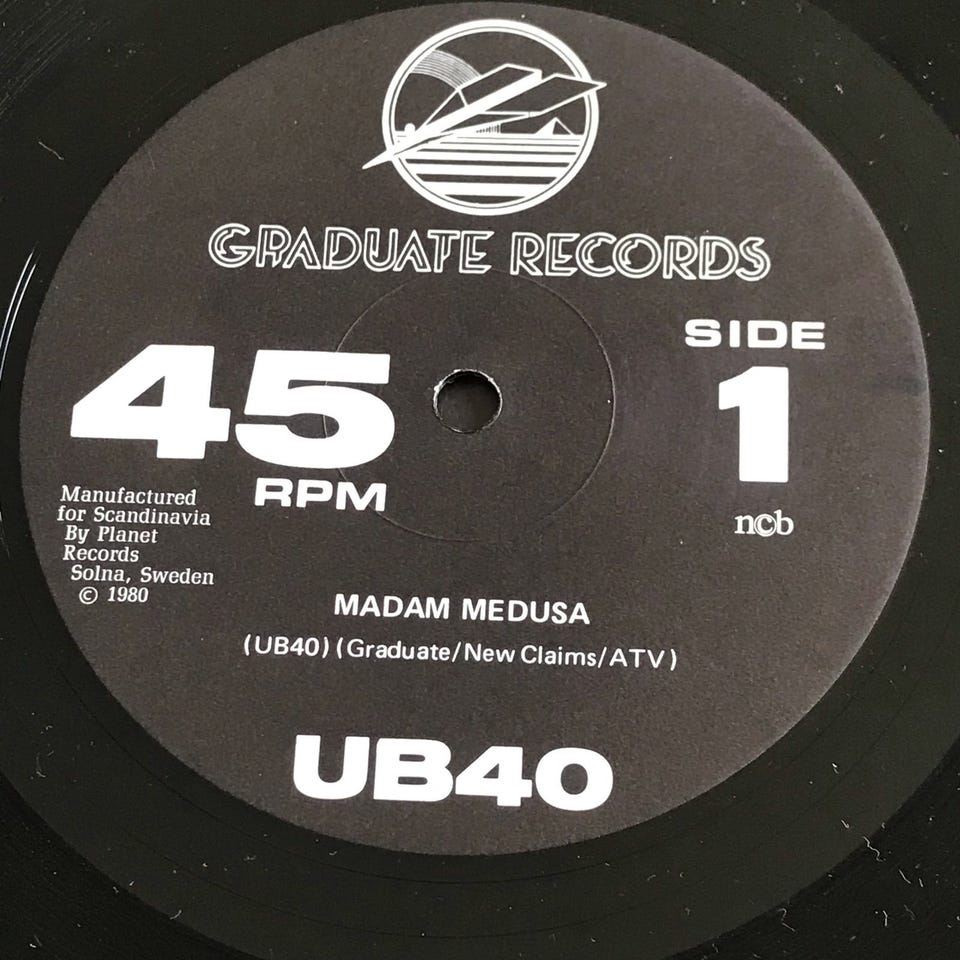 GRADUATE RECORDS
SIDE
1
45
RPM
ncb
Manufactured
for Scandinavia
By Planet
Records
Solna, Sweden
© 1980
MADAM MEDUSA
(UB40) (Graduate/New Claims/ATV)
UB40